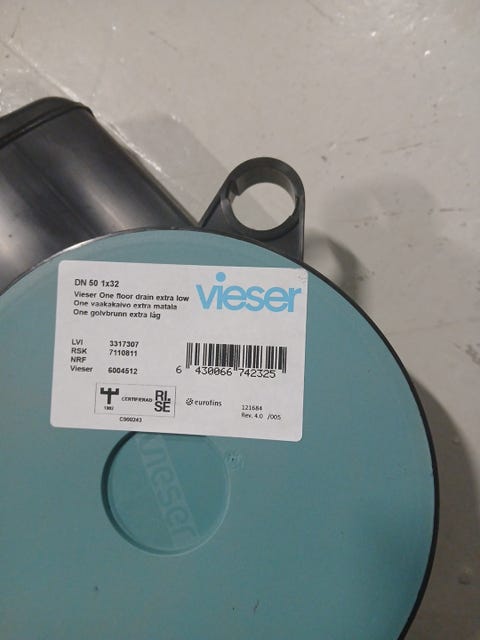 DN 50 1x32
vieser
Vieser One floor drain extra low
One vaakakaivo extra matala
One golvbrunn extra låg
LVI 3317307
RSK 7110811
NRF
Vieser 6004512
6 430066 742325
1002
CERTIFIERAD
RI.
SE
eurofins
C900243
121684
Rev. 4.0 /005
vieser